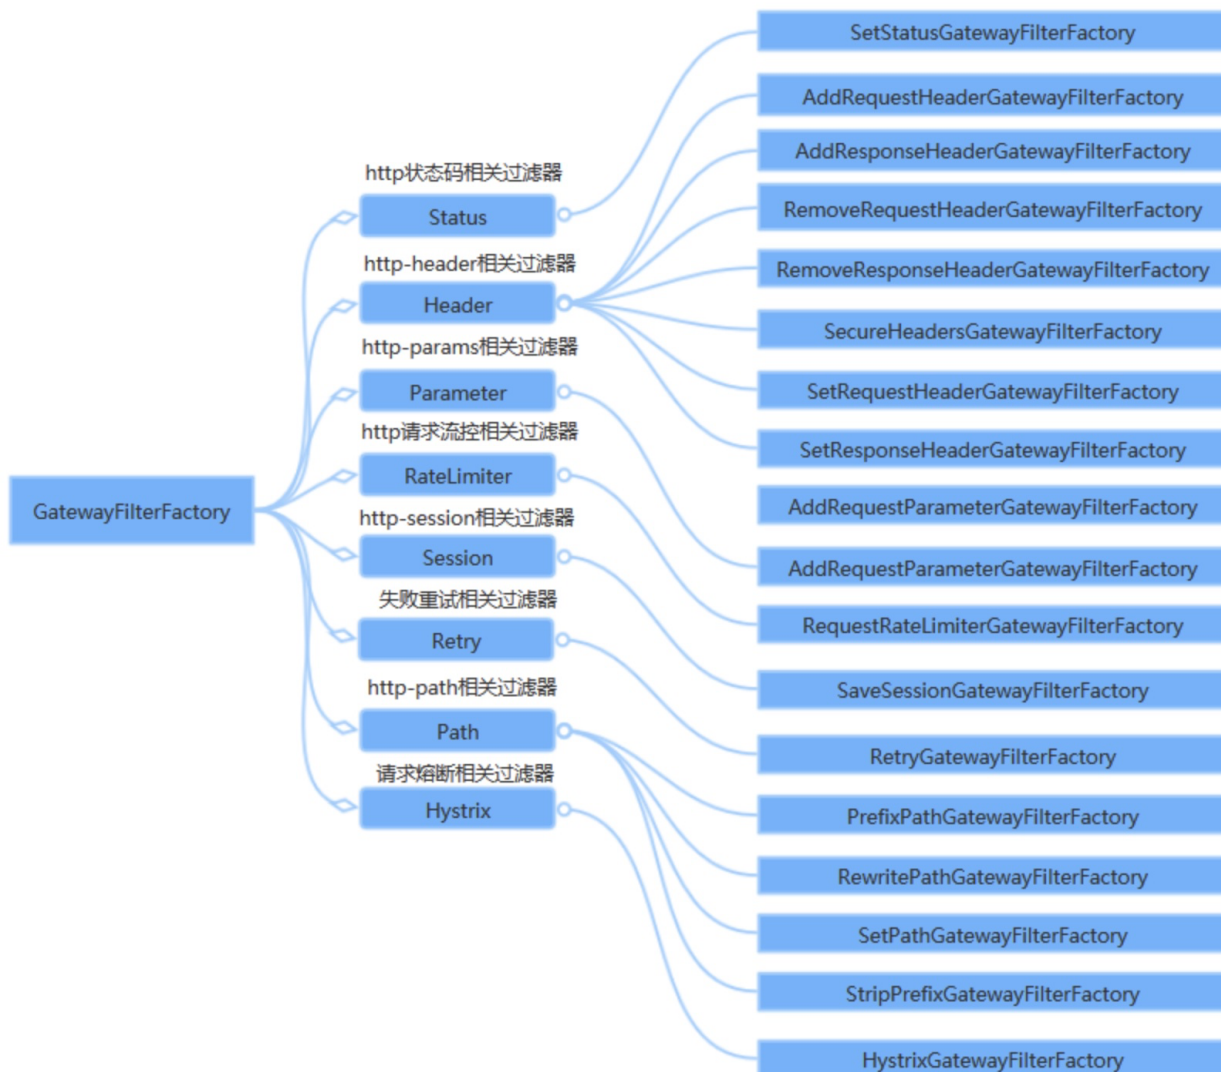 GatewayFilterFactory
http状态码相关过滤器
Status
http-header相关过滤器
Header
http-params相关过滤器
Parameter
http请求流控相关过滤器
RateLimiter
http-session相关过滤器
Session
失败重试相关过滤器
Retry
http-path相关过滤器
Path
请求熔断相关过滤器
Hystrix
SetStatusGatewayFilterFactory
AddRequestHeaderGatewayFilterFactory
AddResponseHeaderGatewayFilterFactory
RemoveRequestHeaderGatewayFilterFactory
RemoveResponseHeaderGatewayFilterFactory
SecureHeadersGatewayFilterFactory
SetRequestHeaderGatewayFilterFactory
SetResponseHeaderGatewayFilterFactory
AddRequestParameterGatewayFilterFactory
AddRequestParameterGatewayFilterFactory
RequestRateLimiterGatewayFilterFactory
SaveSessionGatewayFilterFactory
RetryGatewayFilterFactory
PrefixPathGatewayFilterFactory
RewritePathGatewayFilterFactory
SetPathGatewayFilterFactory
StripPrefixGatewayFilterFactory
HystrixGatewayFilterFactory